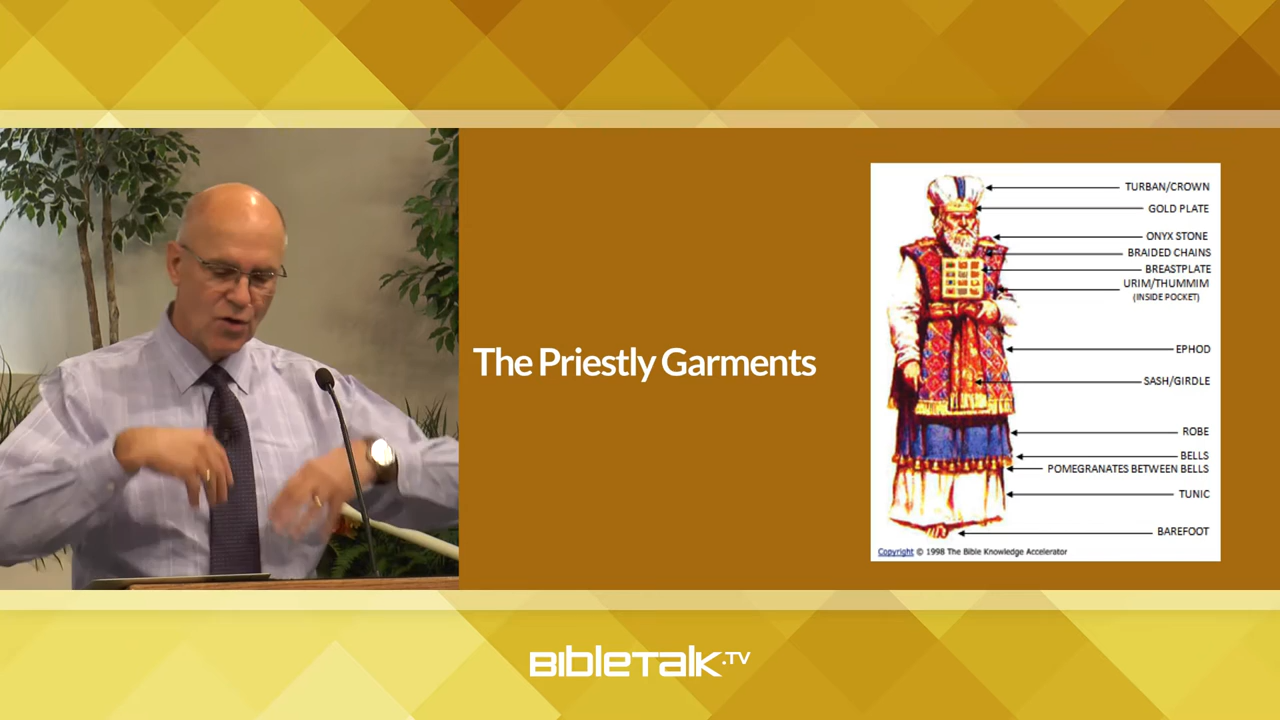 The Priestly Garments
TURBAN/CROWN
GOLD PLATE
ONYX STONE
BRAIDED CHAINS
BREASTPLATE
URIM/THUMMIM
(INSIDE POCKET)
EPHOD
SASH/GIRDLE
ROBE
BELLS
POMEGRANATES BETWEEN BELLS
TUNIC
BAREFOOT
Copyright © 1998 The Bible Knowledge Accelerator
BIBLETALK.TV